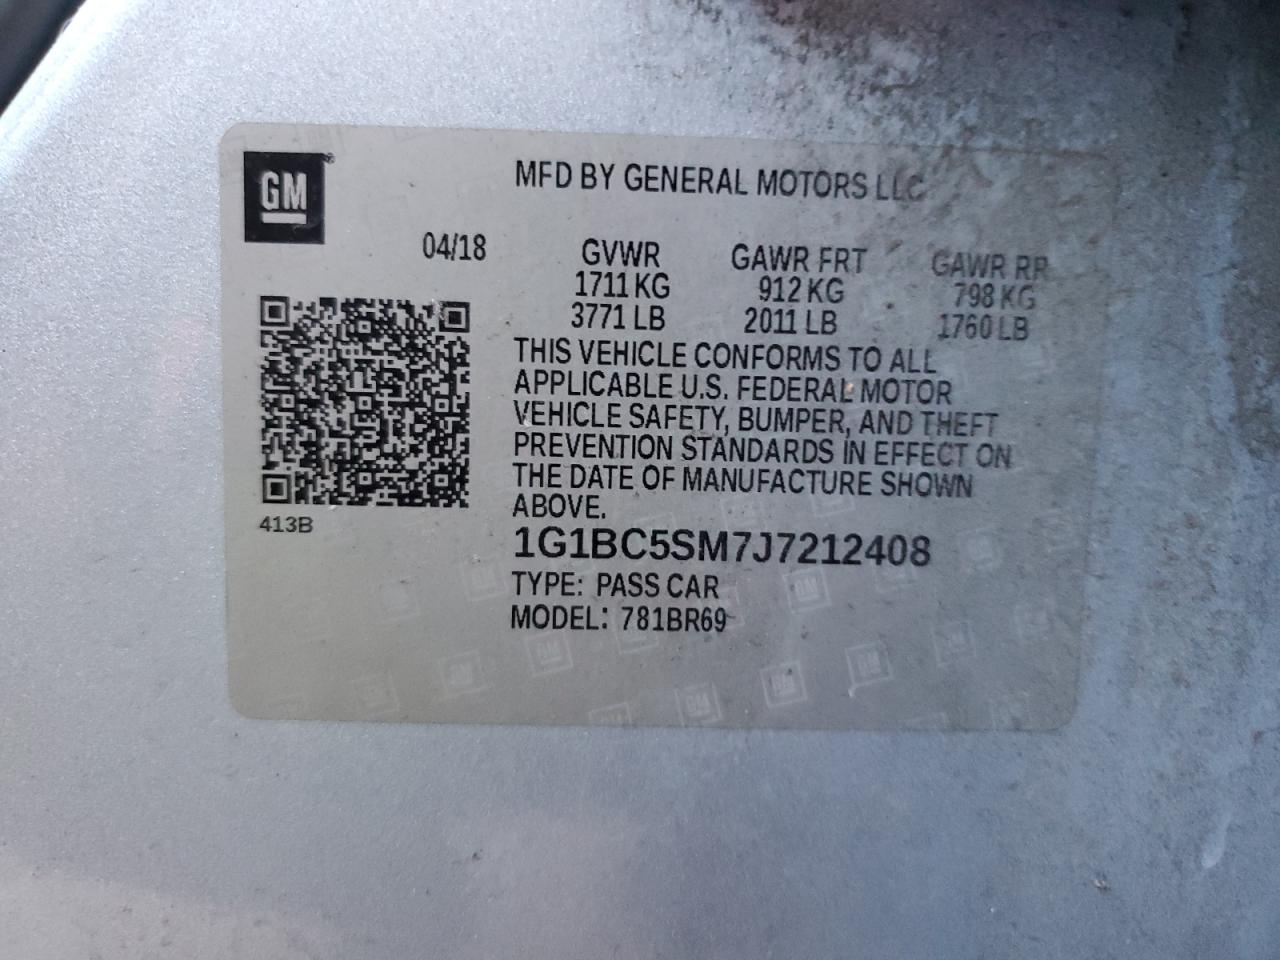 GM
MFD BY GENERAL MOTORS LLC
04/18
GVWR GAWR FRT GAWR RR
1711 KG 912 KG 798 KG
3771 LB 2011 LB 1760 LB
THIS VEHICLE CONFORMS TO ALL
APPLICABLE U.S. FEDERAL MOTOR
VEHICLE SAFETY, BUMPER, AND THEFT
PREVENTION STANDARDS IN EFFECT ON
THE DATE OF MANUFACTURE SHOWN
ABOVE.
413B
1G1BC5SM7J7212408
TYPE: PASS CAR
MODEL: 781BR69